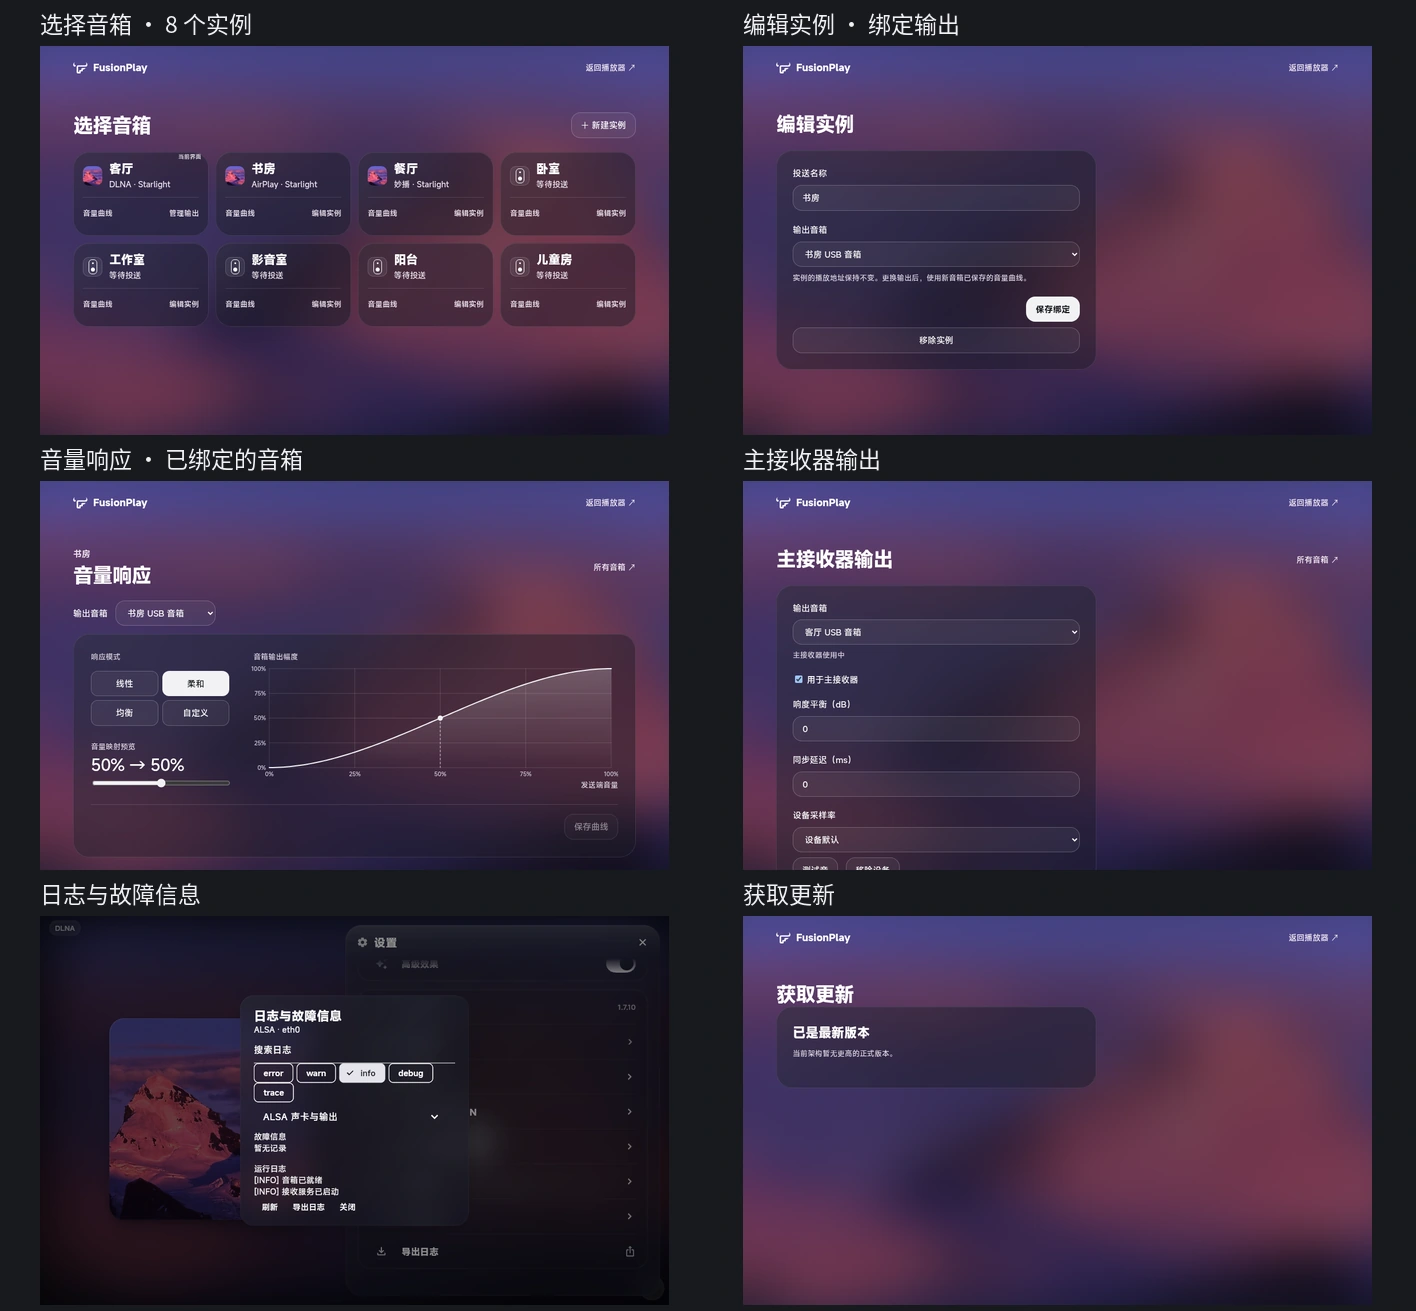 选择音箱 • 8 个实例
FusionPlay
返回播放器 ↗
选择音箱
+ 新建实例
当前界面
客厅
DLNA · Starlight
音量曲线
管理输出
书房
AirPlay · Starlight
音量曲线
编辑实例
餐厅
妙播 · Starlight
音量曲线
编辑实例
卧室
等待投送
音量曲线
编辑实例
工作室
等待投送
音量曲线
编辑实例
影音室
等待投送
音量曲线
编辑实例
阳台
等待投送
音量曲线
编辑实例
儿童房
等待投送
音量曲线
编辑实例
编辑实例 • 绑定输出
FusionPlay
返回播放器 ↗
编辑实例
投送名称
书房
输出音箱
书房 USB 音箱
实例的播放地址保持不变。更换输出后，使用新音箱已保存的音量曲线。
保存绑定
移除实例
音量响应 • 已绑定的音箱
FusionPlay
返回播放器 ↗
书房
音量响应
所有音箱 ↗
输出音箱
书房 USB 音箱
响应模式
线性
柔和
均衡
自定义
音量映射预览
50% → 50%
音箱输出幅度
100%
75%
50%
25%
0%
0%
25%
50%
75%
100%
发送端音量
保存曲线
主接收器输出
FusionPlay
返回播放器 ↗
主接收器输出
所有音箱 ↗
输出音箱
客厅 USB 音箱
主接收器使用中
用于主接收器
响度平衡（dB）
0
同步延迟（ms）
0
设备采样率
设备默认
测试音
移除设备
日志与故障信息
DLNA
设置
高级效果
1.7.10
N
导出日志
日志与故障信息
ALSA · eth0
搜索日志
error
warn
info
debug
trace
ALSA 声卡与输出
故障信息
暂无记录
运行日志
[INFO] 音箱已就绪
[INFO] 接收服务已启动
刷新
导出日志
关闭
获取更新
FusionPlay
返回播放器 ↗
获取更新
已是最新版本
当前架构暂无更高的正式版本。